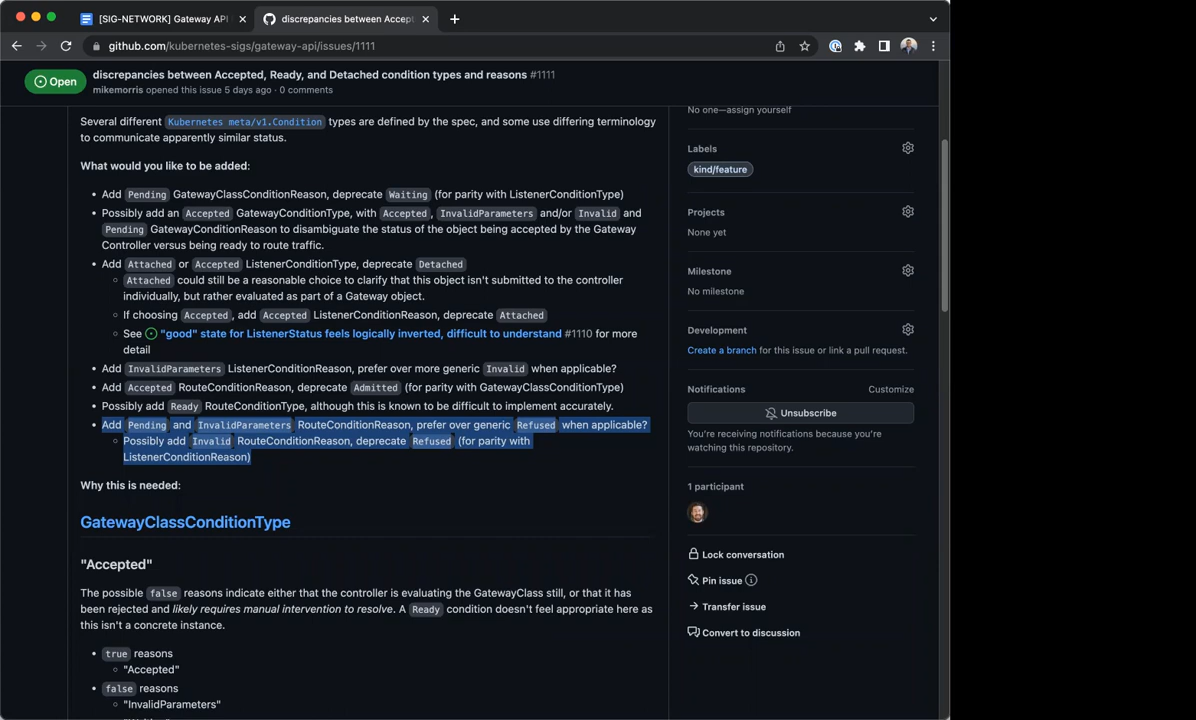 [SIG-NETWORK] Gateway API
discrepancies between Accept
github.com/kubernetes-sigs/gateway-api/issues/1111
Open
discrepancies between Accepted, Ready, and Detached condition types and reasons #1111
mikemorris opened this issue 5 days ago · 0 comments
Several different Kubernetes meta/v1.Condition types are defined by the spec, and some use differing terminology
to communicate apparently similar status.
What would you like to be added:
• Add Pending GatewayClassConditionReason, deprecate Waiting (for parity with ListenerConditionType)
• Possibly add an Accepted GatewayConditionType, with Accepted, InvalidParameters and/or Invalid and
Pending GatewayConditionReason to disambiguate the status of the object being accepted by the Gateway
Controller versus being ready to route traffic.
• Add Attached or Accepted ListenerConditionType, deprecate Detached
◦ Attached could still be a reasonable choice to clarify that this object isn't submitted to the controller
individually, but rather evaluated as part of a Gateway object.
◦ If choosing Accepted, add Accepted ListenerConditionReason, deprecate Attached
◦ See "good" state for ListenerStatus feels logically inverted, difficult to understand #1110 for more
detail
• Add InvalidParameters ListenerConditionReason, prefer over more generic Invalid when applicable?
• Add Accepted RouteConditionReason, deprecate Admitted (for parity with GatewayClassConditionType)
• Possibly add Ready RouteConditionType, although this is known to be difficult to implement accurately.
• Add Pending and InvalidParameters RouteConditionReason, prefer over generic Refused when applicable?
◦ Possibly add Invalid RouteConditionReason, deprecate Refused (for parity with
ListenerConditionReason)
Why this is needed:
GatewayClassConditionType
"Accepted"
The possible false reasons indicate either that the controller is evaluating the GatewayClass still, or that it has
been rejected and likely requires manual intervention to resolve. A Ready condition doesn't feel appropriate here as
this isn't a concrete instance.
• true reasons
◦ "Accepted"
• false reasons
◦ "InvalidParameters"
No one—assign yourself
Labels
kind/feature
Projects
None yet
Milestone
No milestone
Development
Create a branch for this issue or link a pull request.
Notifications
Customize
Unsubscribe
You're receiving notifications because you're
watching this repository.
1 participant
Lock conversation
Pin issue
Transfer issue
Convert to discussion